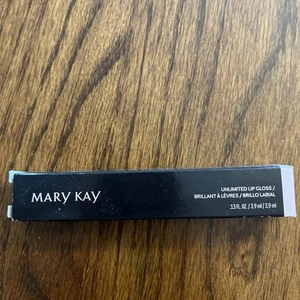 MARY KAY
UNLIMITED LIP GLOSS /
BRILLANT À LÈVRES / BRILLO LABIAL
.13 FL. OZ. / 3.9 ml / 3,9 ml